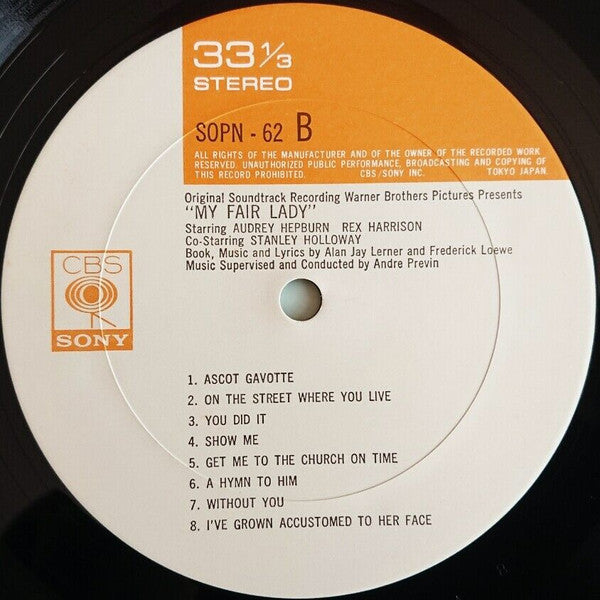 33 1/3
STEREO
SOPN - 62 B
ALL RIGHTS OF THE MANUFACTURER AND OF THE OWNER OF THE RECORDED WORK
RESERVED. UNAUTHORIZED PUBLIC PERFORMANCE, BROADCASTING AND COPYING OF
THIS RECORD PROHIBITED. CBS/SONY INC. TOKYO JAPAN.
Original Soundtrack Recording Warner Brothers Pictures Presents
"MY FAIR LADY"
Starring AUDREY HEPBURN REX HARRISON
Co-Starring STANLEY HOLLOWAY
Book, Music and Lyrics by Alan Jay Lerner and Frederick Loewe
Music Supervised and Conducted by Andre Previn
CBS
SONY
1. ASCOT GAVOTTE
2. ON THE STREET WHERE YOU LIVE
3. YOU DID IT
4. SHOW ME
5. GET ME TO THE CHURCH ON TIME
6. A HYMN TO HIM
7. WITHOUT YOU
8. I'VE GROWN ACCUSTOMED TO HER FACE